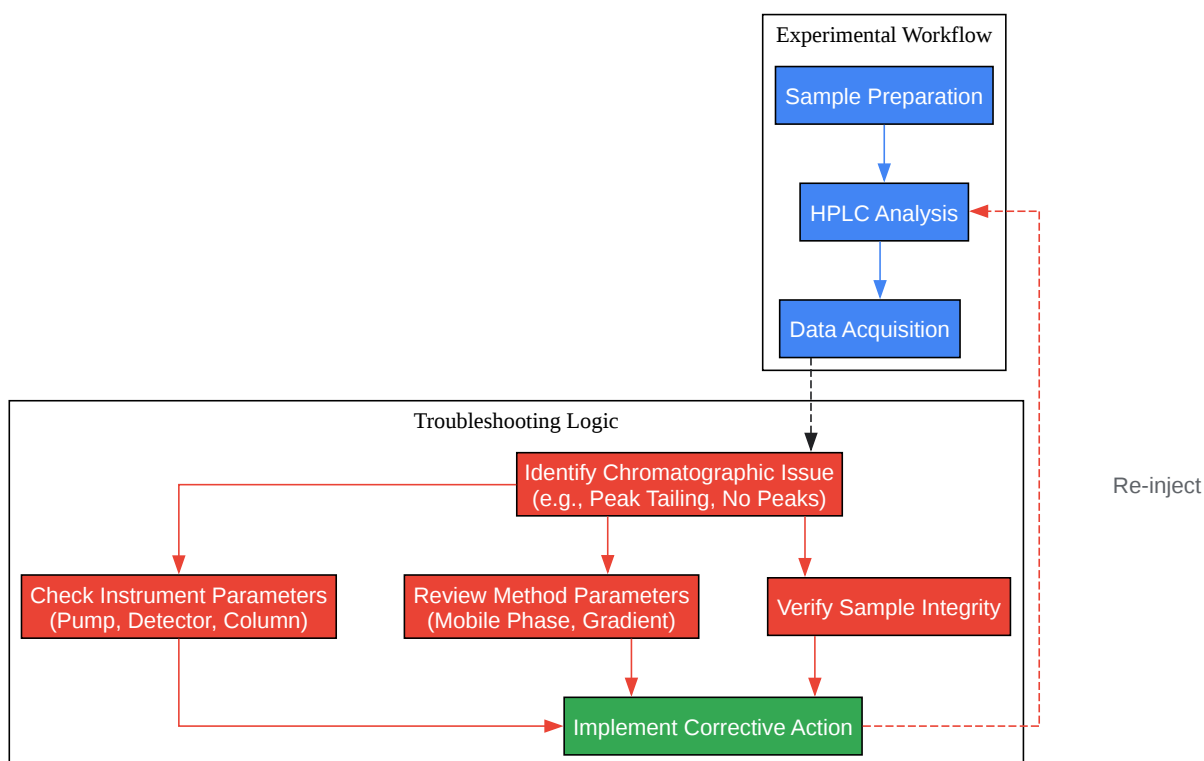 Experimental Workflow
Sample Preparation
HPLC Analysis
Data Acquisition
Troubleshooting Logic
Identify Chromatographic Issue
(e.g., Peak Tailing, No Peaks)
Re-inject
Check Instrument Parameters
(Pump, Detector, Column)
Review Method Parameters
(Mobile Phase, Gradient)
Verify Sample Integrity
Implement Corrective Action